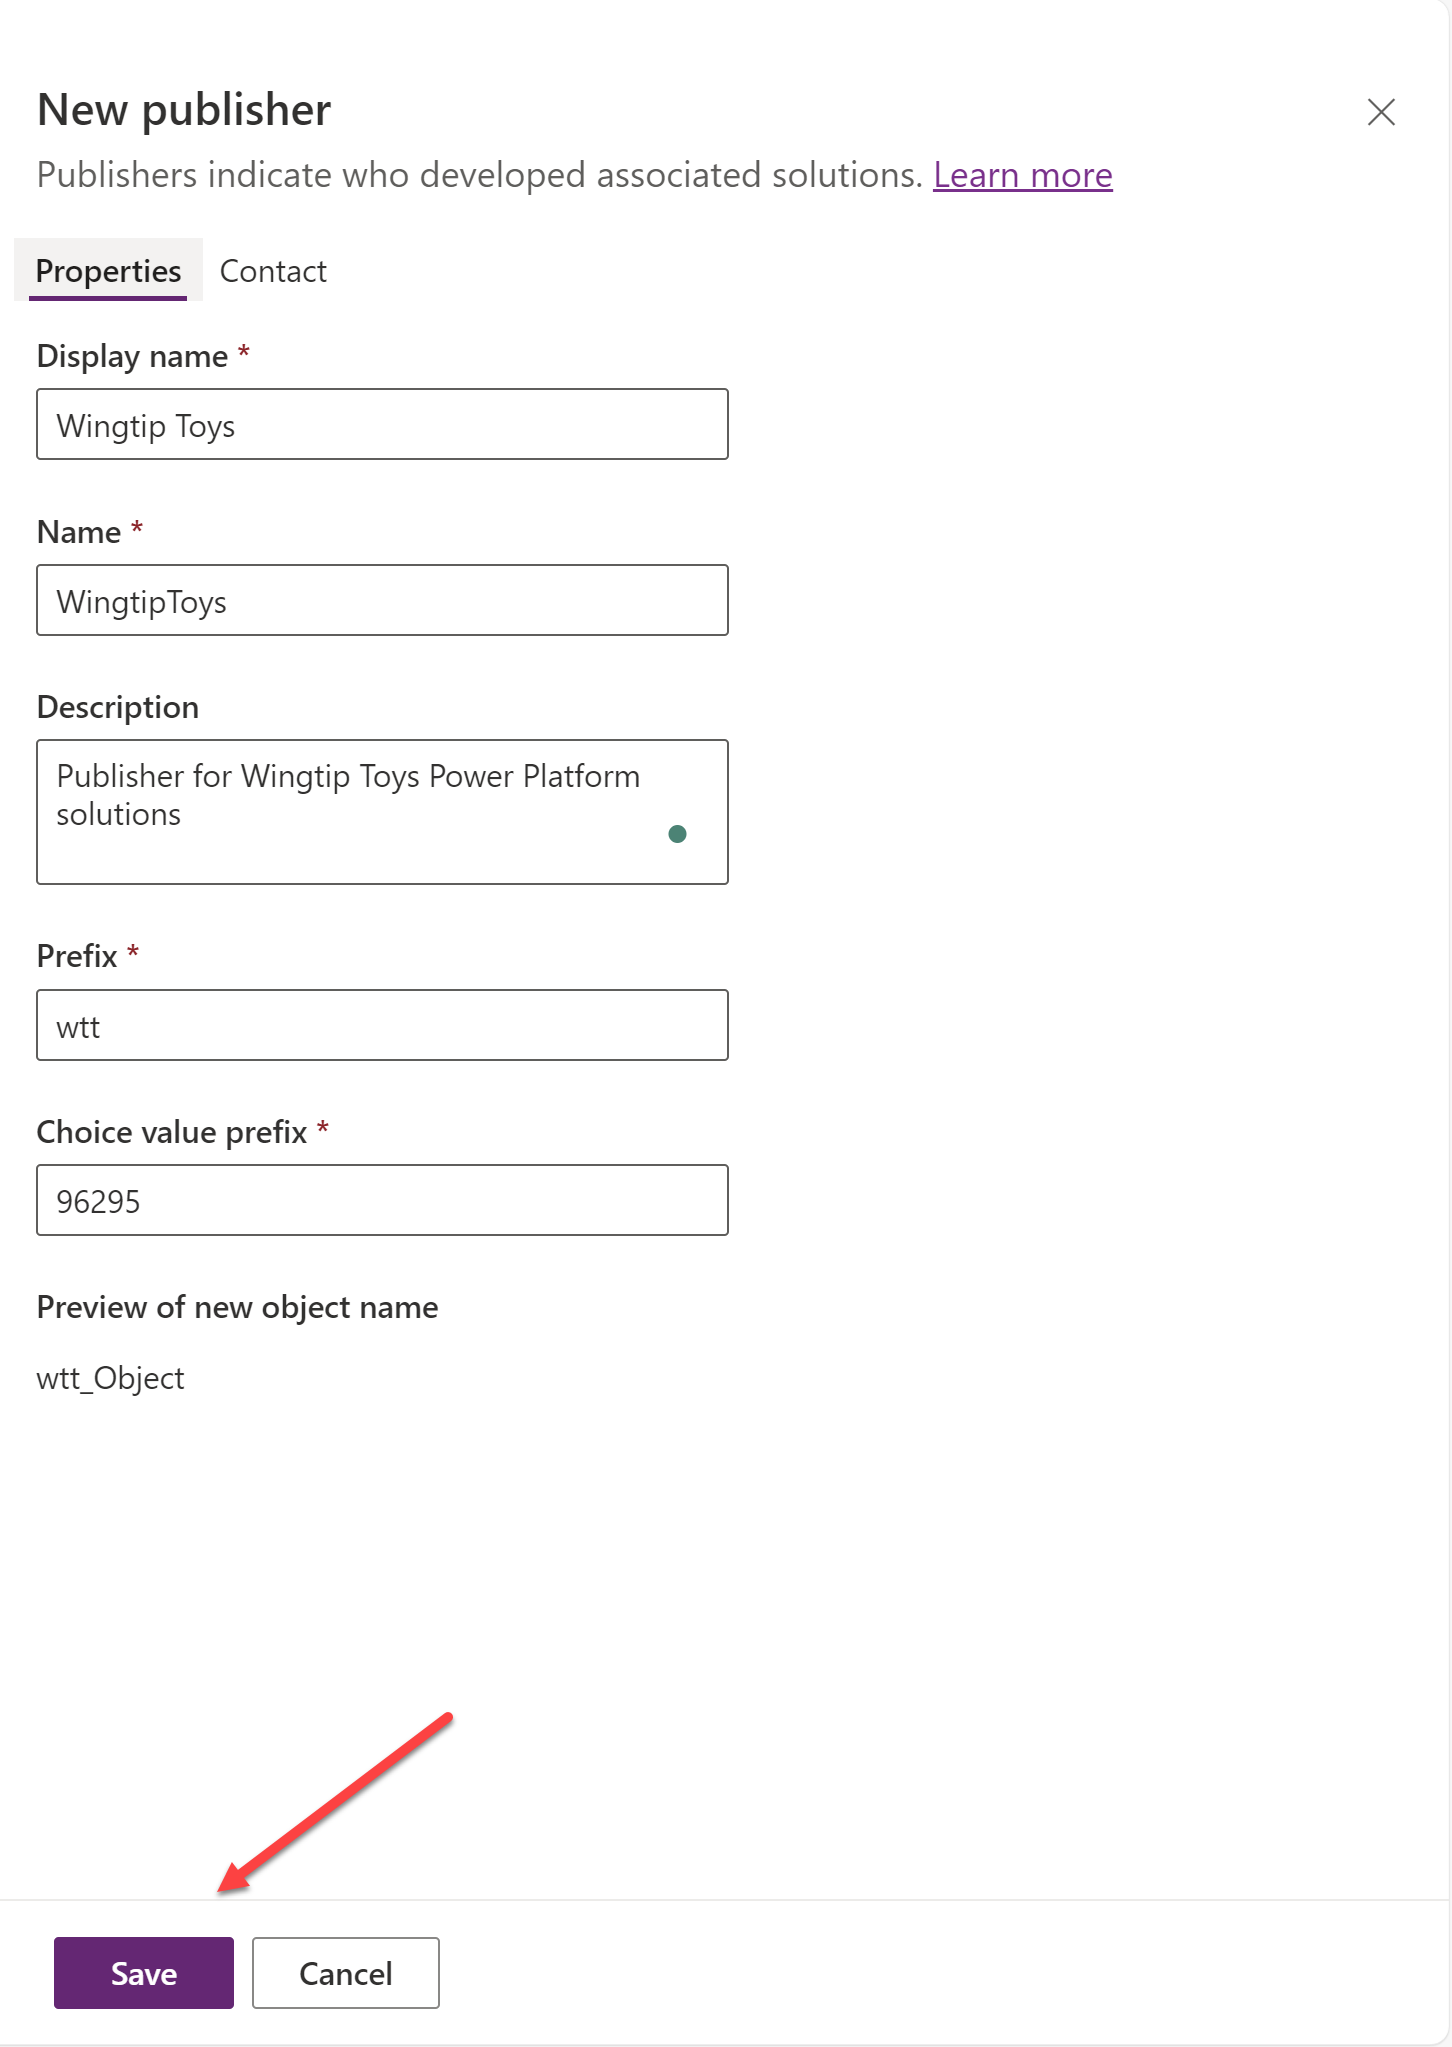 New publisher
Publishers indicate who developed associated solutions. Learn more
Properties Contact
Display name *
Wingtip Toys
Name *
WingtipToys
Description
Publisher for Wingtip Toys Power Platform
solutions
Prefix *
wtt
Choice value prefix *
96295
Preview of new object name
wtt_Object
Save Cancel